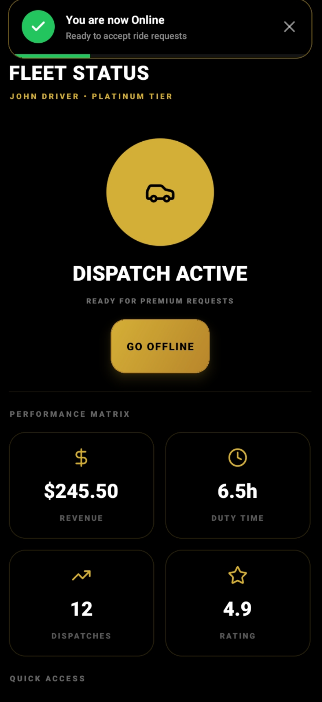 You are now Online
Ready to accept ride requests
FLEET STATUS
JOHN DRIVER • PLATINUM TIER
DISPATCH ACTIVE
READY FOR PREMIUM REQUESTS
GO OFFLINE
PERFORMANCE MATRIX
$245.50
REVENUE
6.5h
DUTY TIME
12
DISPATCHES
4.9
RATING
QUICK ACCESS